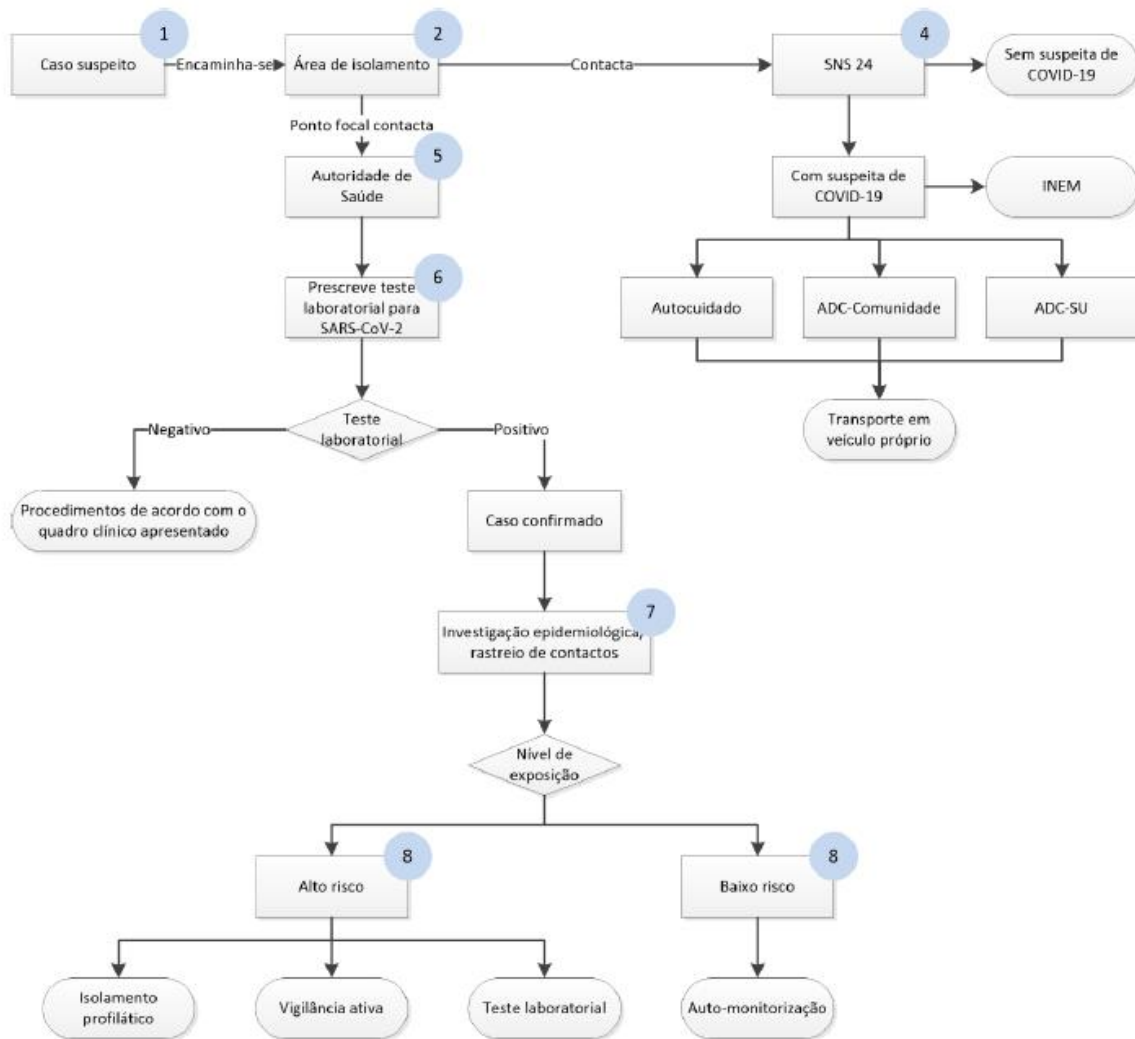 1
2
4
Caso suspeito
Encaminha-se
Área de isolamento
Contacta
SNS 24
Sem suspeita de
COVID-19
Ponto focal contacta
5
Autoridade de
Saúde
Com suspeita de
COVID-19
INEM
6
Prescreve teste
laboratorial para
SARS-CoV-2
Autocuidado
ADC-Comunidade
ADC-SU
Negativo
Teste
laboratorial
Positivo
Transporte em
veículo próprio
Procedimentos de acordo com o
quadro clínico apresentado
Caso confirmado
7
Investigação epidemiológica,
rastreio de contactos
Nível de
exposição
8
8
Alto risco
Baixo risco
Isolamento
profilático
Vigilância ativa
Teste laboratorial
Auto-monitorização